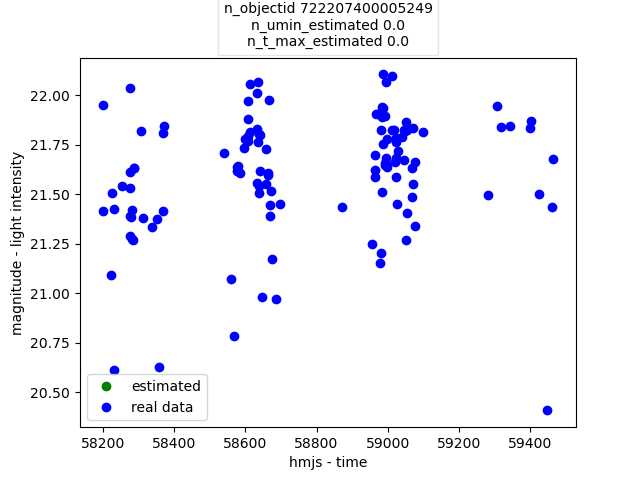 n_objectid 722207400005249
n_umin_estimated 0.0
n_t_max_estimated 0.0
magnitude - light intensity
22.00
21.75
21.50
21.25
21.00
20.75
20.50
estimated
real data
58200 58400 58600 58800 59000 59200 59400
hmjs - time